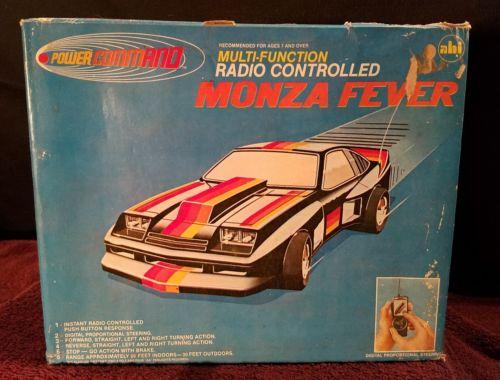 POWER COMMAND
RECOMMENDED FOR AGES 7 AND OVER
ahi
MULTI-FUNCTION
RADIO CONTROLLED
MONZA FEVER
1 - INSTANT RADIO CONTROLLED
PUSH BUTTON RESPONSE.
2 - DIGITAL PROPORTIONAL STEERING.
3 - FORWARD, STRAIGHT, LEFT AND RIGHT TURNING ACTION.
4 - REVERSE, STRAIGHT, LEFT AND RIGHT TURNING ACTION.
5 - STOP — GO ACTION WITH BRAKE.
6 - RANGE APPROXIMATELY 50 FEET INDOORS— 30 FEET OUTDOORS.
DIGITAL PROPORTIONAL STEERING